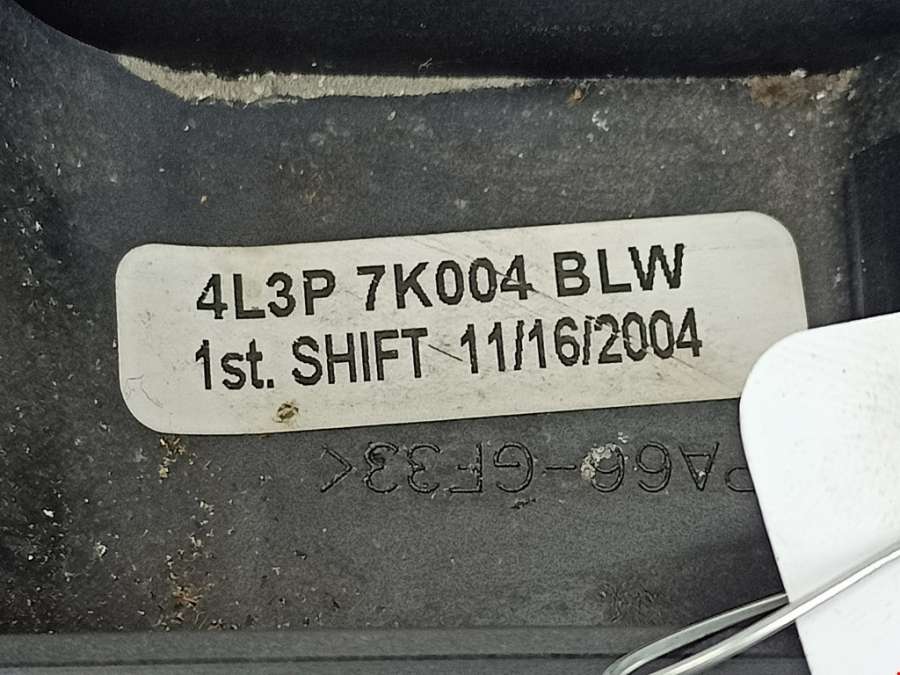 4L3P 7K004 BLW
1st. SHIFT 11/16/2004
PA66-GF33<